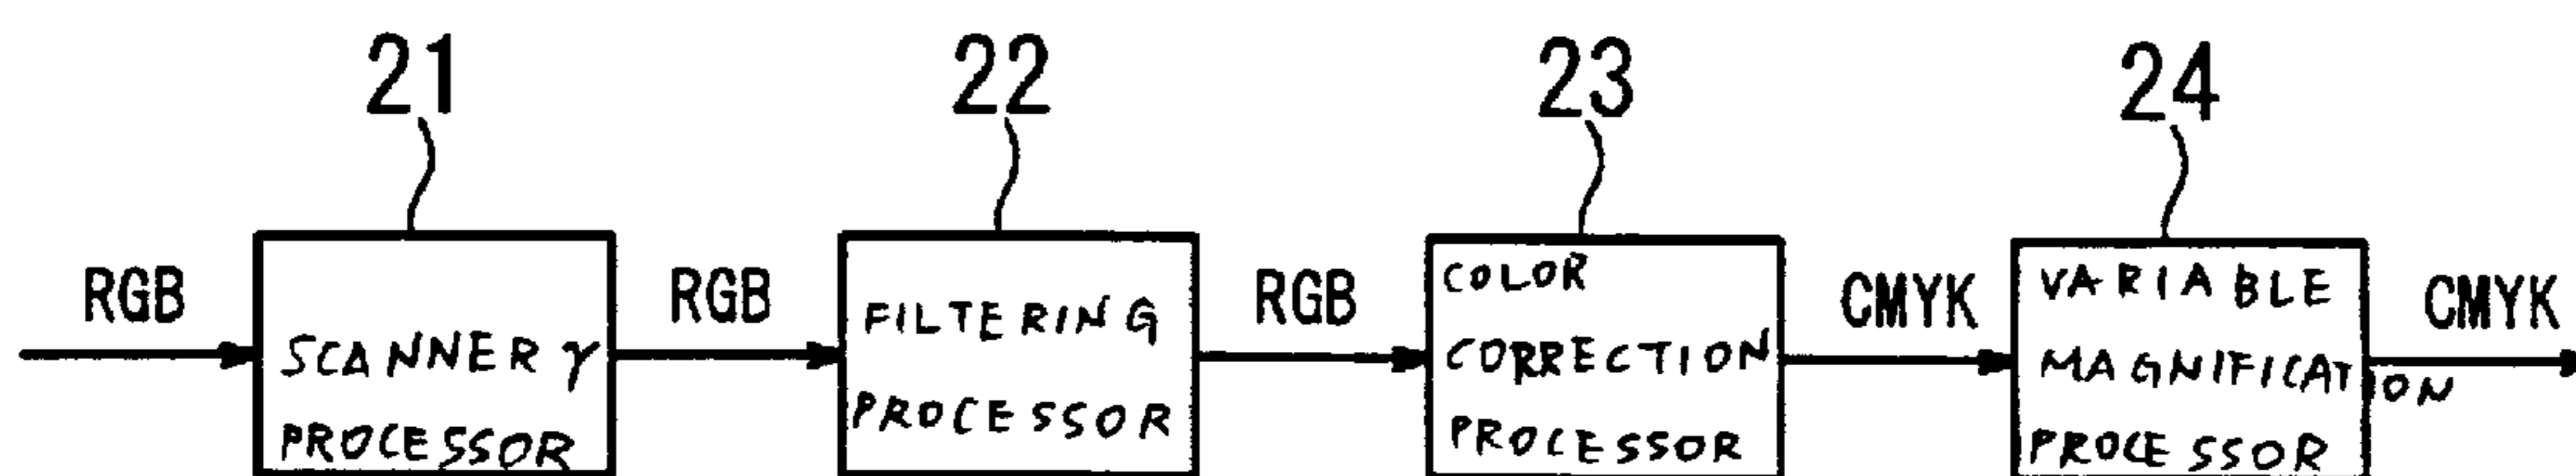 21
22
23
24
RGB
SCANNER γ
PROCESSOR
RGB
FILTERING
PROCESSOR
RGB
COLOR
CORRECTION
PROCESSOR
CMYK
VARIABLE
MAGNIFICATION
PROCESSOR
CMYK